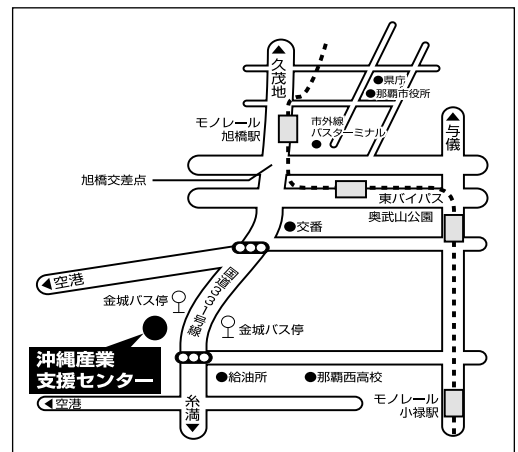 久茂地
県庁
那覇市役所
モノレール
旭橋駅
市外線
バスターミナル
与儀
旭橋交差点
東バイパス
奥武山公園
交番
空港
国道331号線
金城バス停
金城バス停
沖縄産業
支援センター
給油所
那覇西高校
空港
糸満
モノレール
小禄駅